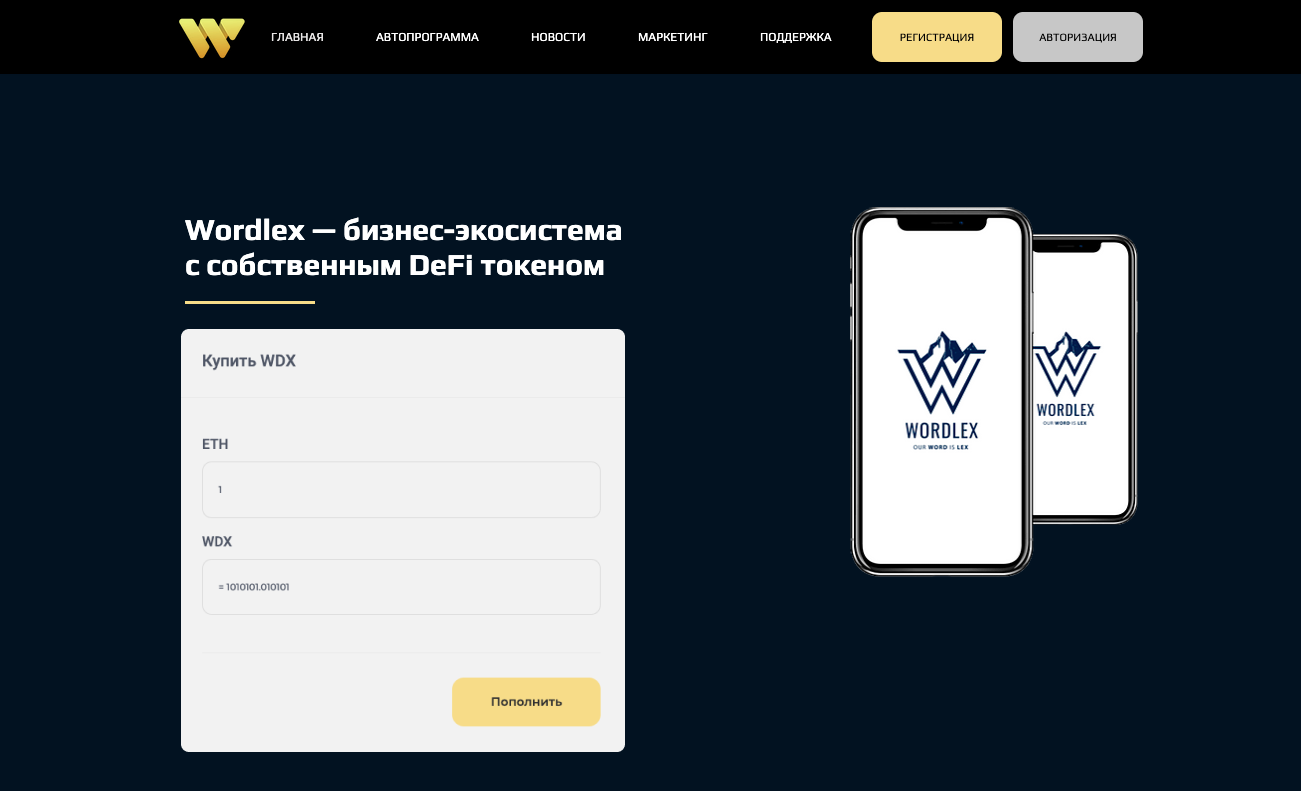 ГЛАВНАЯ
АВТОПРОГРАММА
НОВОСТИ
МАРКЕТИНГ
ПОДДЕРЖКА
РЕГИСТРАЦИЯ
АВТОРИЗАЦИЯ
Wordlex — бизнес-экосистема
с собственным DeFi токеном
Купить WDX
ETH
1
WDX
= 1010101.010101
Пополнить
WORDLEX
OUR WORD IS LEX
WORDLEX
OUR WORD IS LEX